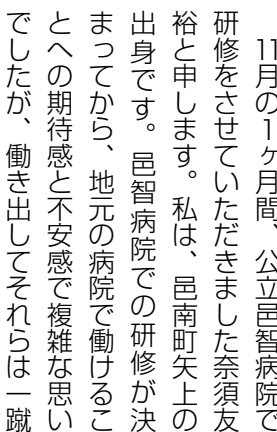 11月の1ヶ月間、公立邑智病院で
研修をさせていただきました奈須友
裕と申します。私は、邑南町矢上の
出身です。邑智病院での研修が決
まってから、地元の病院で働けるこ
とへの期待感と不安感で複雑な思い
でしたが、働き出してそれらは一蹴